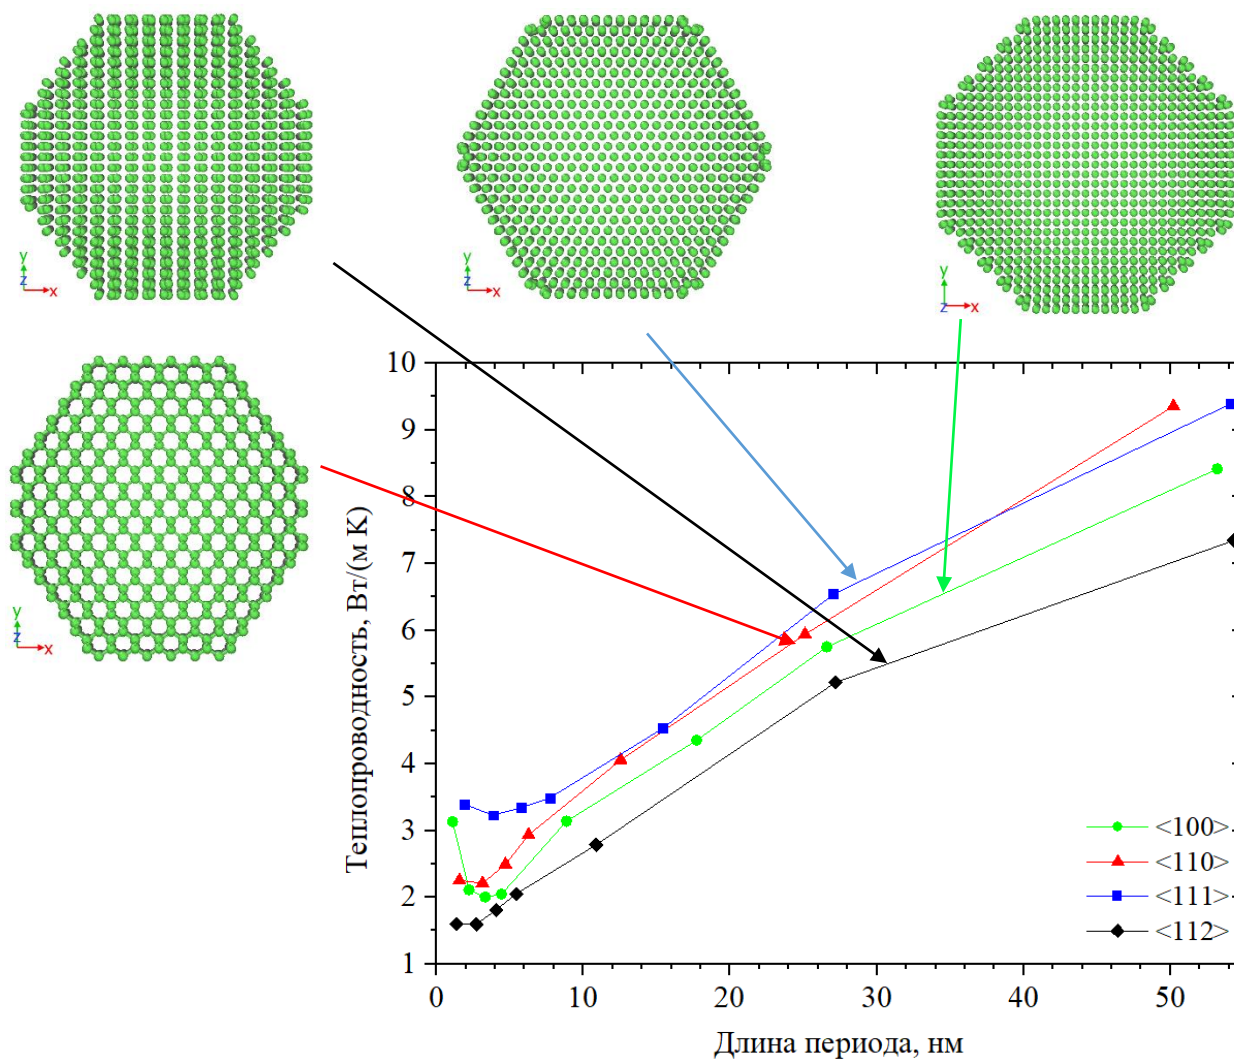 y
z
x
y
z
x
y
z
x
y
z
x
10
9
8
7
6
5
4
3
2
1
Теплопроводность, Вт/(м К)
<100>
<110>
<111>
<112>
0
10
20
30
40
50
Длина периода, нм